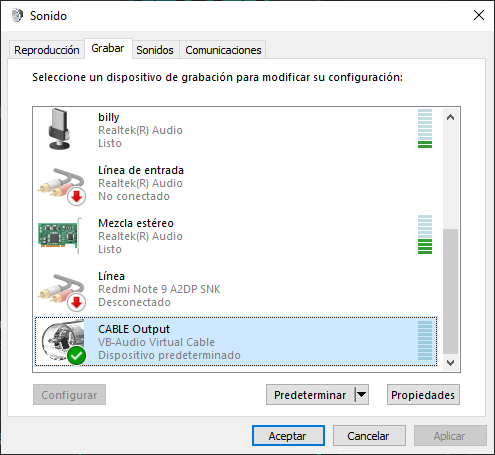 Sonido
Reproducción Grabar Sonidos Comunicaciones
Seleccione un dispositivo de grabación para modificar su configuración:
billy
Realtek(R) Audio
Listo
Línea de entrada
Realtek(R) Audio
No conectado
Mezcla estéreo
Realtek(R) Audio
Listo
Línea
Redmi Note 9 A2DP SNK
Desconectado
CABLE Output
VB-Audio Virtual Cable
Dispositivo predeterminado
Configurar Predeterminar Propiedades
Aceptar Cancelar Aplicar